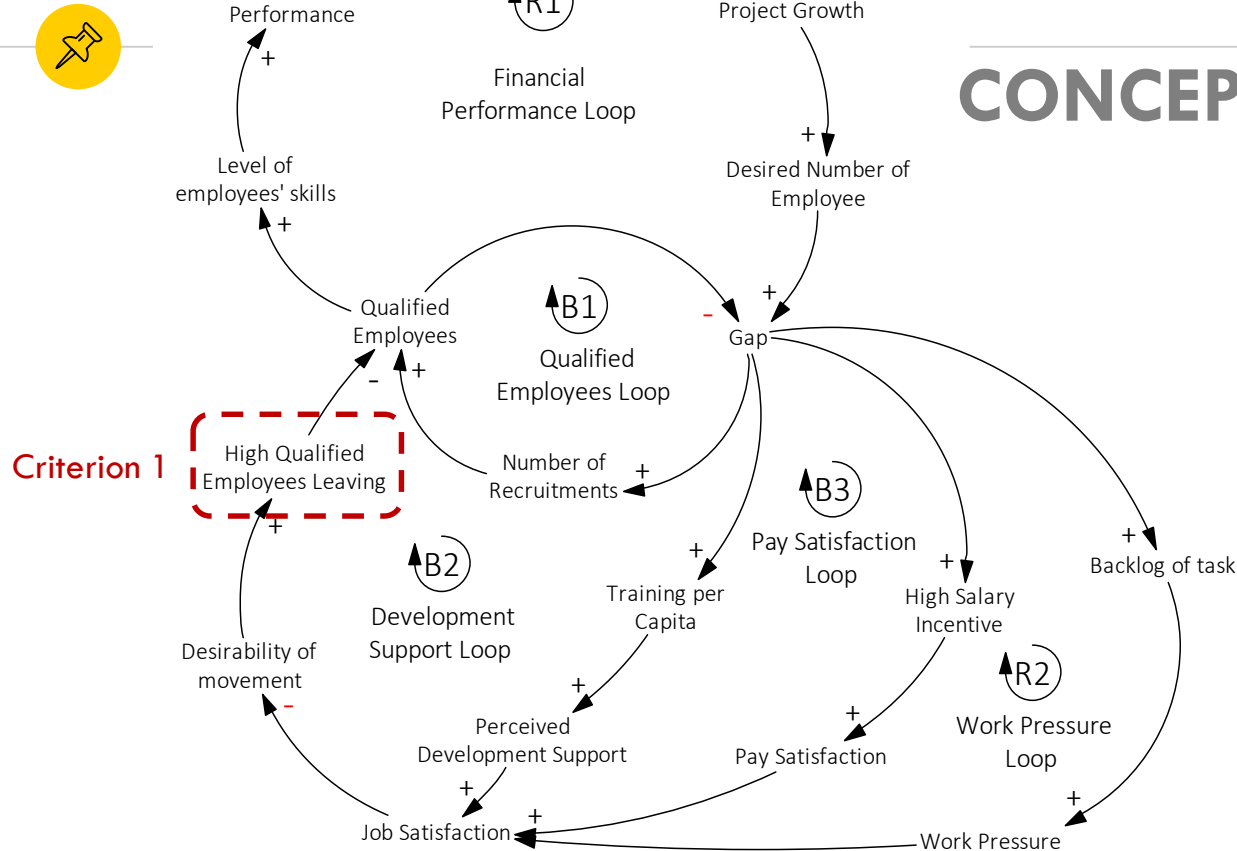 Performance
R1
Project Growth
+
Financial
Performance Loop
CONCEP
+
Level of
employees' skills
Desired Number of
Employee
+
+
Qualified
Employees
B1
-
Gap
Qualified
Employees Loop
-
+
Criterion 1
High Qualified
Employees Leaving
Number of
Recruitments
+
B3
Pay Satisfaction
Loop
+
+
+
+
Backlog of task
B2
Development
Support Loop
Training per
Capita
High Salary
Incentive
Desirability of
movement
-
+
R2
Work Pressure
Loop
+
Perceived
Development Support
Pay Satisfaction
+
+
+
Job Satisfaction
Work Pressure